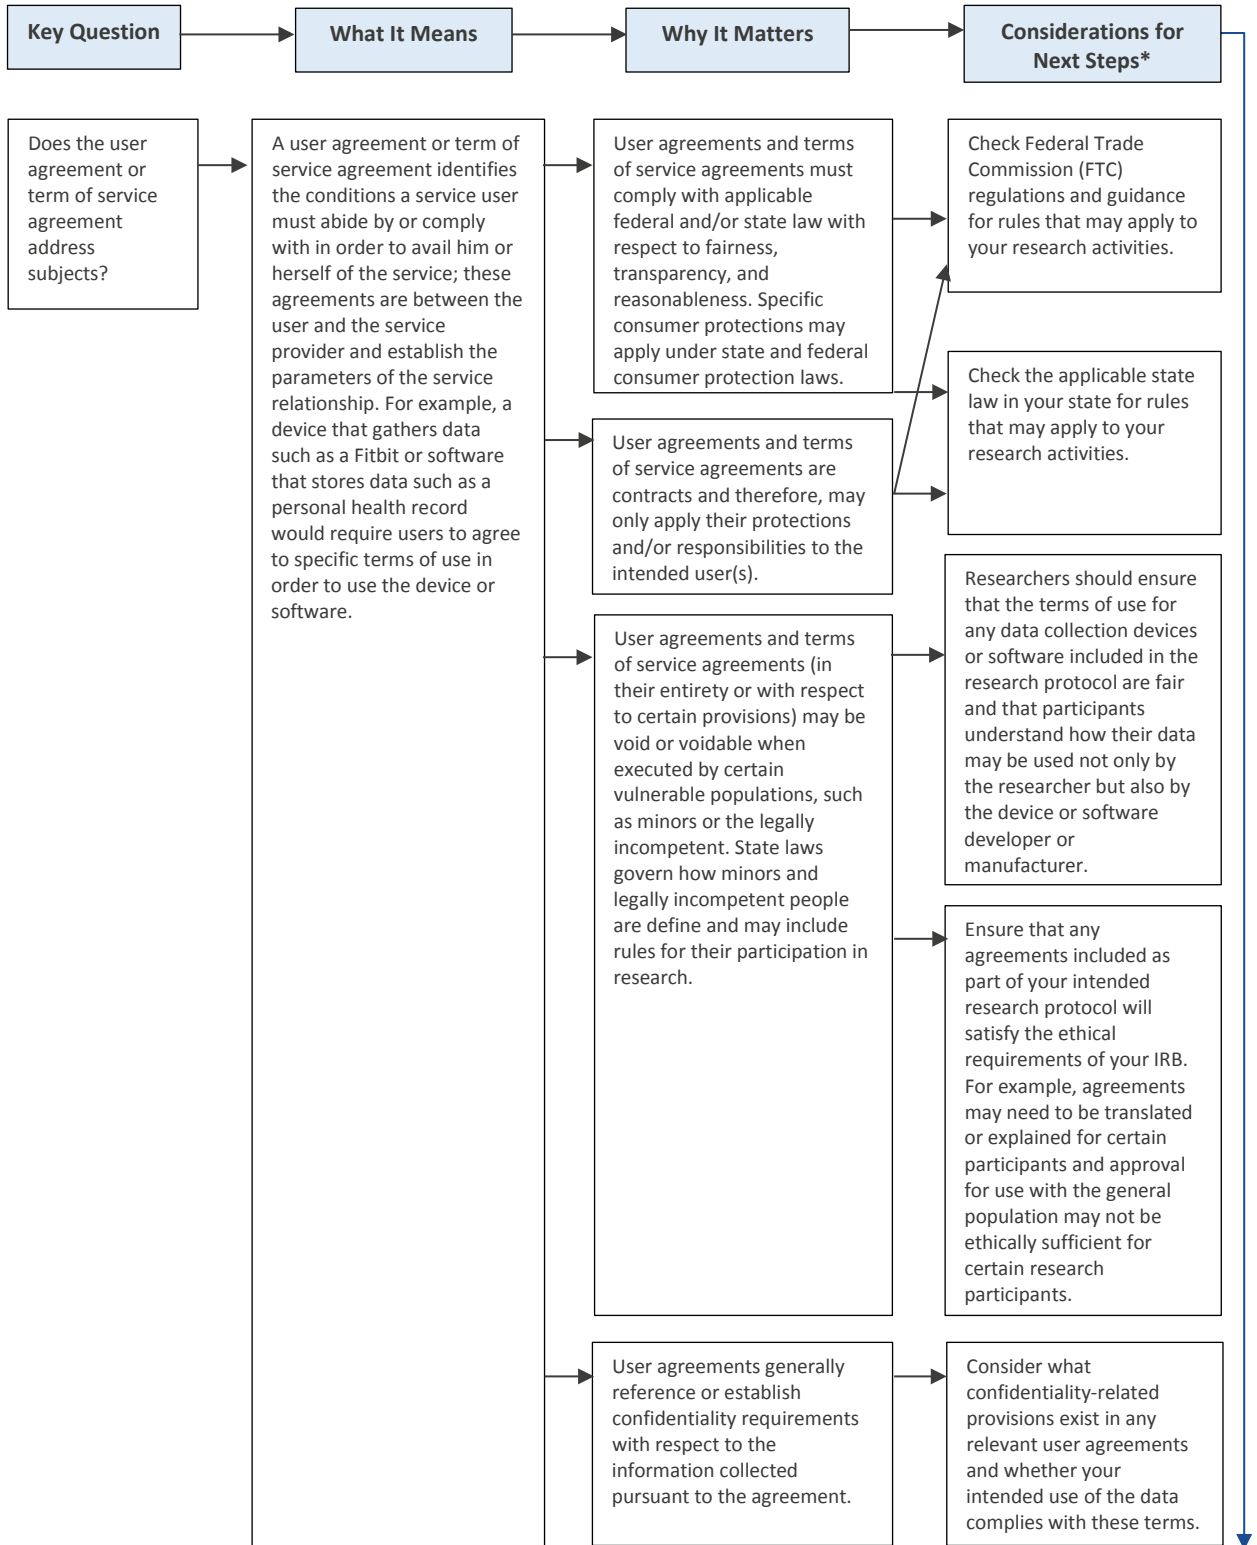 Key Question
What It Means
Why It Matters
Considerations for
Next Steps*
Does the user
agreement or
term of service
agreement
address
subjects?
A user agreement or term of
service agreement identifies
the conditions a service user
must abide by or comply
with in order to avail him or
herself of the service; these
agreements are between the
user and the service
provider and establish the
parameters of the service
relationship. For example, a
device that gathers data
such as a Fitbit or software
that stores data such as a
personal health record
would require users to agree
to specific terms of use in
order to use the device or
software.
User agreements and terms
of service agreements must
comply with applicable
federal and/or state law with
respect to fairness,
transparency, and
reasonableness. Specific
consumer protections may
apply under state and federal
consumer protection laws.
User agreements and terms
of service agreements are
contracts and therefore, may
only apply their protections
and/or responsibilities to the
intended user(s).
User agreements and terms
of service agreements (in
their entirety or with respect
to certain provisions) may be
void or voidable when
executed by certain
vulnerable populations, such
as minors or the legally
incompetent. State laws
govern how minors and
legally incompetent people
are define and may include
rules for their participation in
research.
User agreements generally
reference or establish
confidentiality requirements
with respect to the
information collected
pursuant to the agreement.
Check Federal Trade
Commission (FTC)
regulations and guidance
for rules that may apply to
your research activities.
Check the applicable state
law in your state for rules
that may apply to your
research activities.
Researchers should ensure
that the terms of use for
any data collection devices
or software included in the
research protocol are fair
and that participants
understand how their data
may be used not only by
the researcher but also by
the device or software
developer or
manufacturer.
Ensure that any
agreements included as
part of your intended
research protocol will
satisfy the ethical
requirements of your IRB.
For example, agreements
may need to be translated
or explained for certain
participants and approval
for use with the general
population may not be
ethically sufficient for
certain research
participants.
Consider what
confidentiality-related
provisions exist in any
relevant user agreements
and whether your
intended use of the data
complies with these terms.